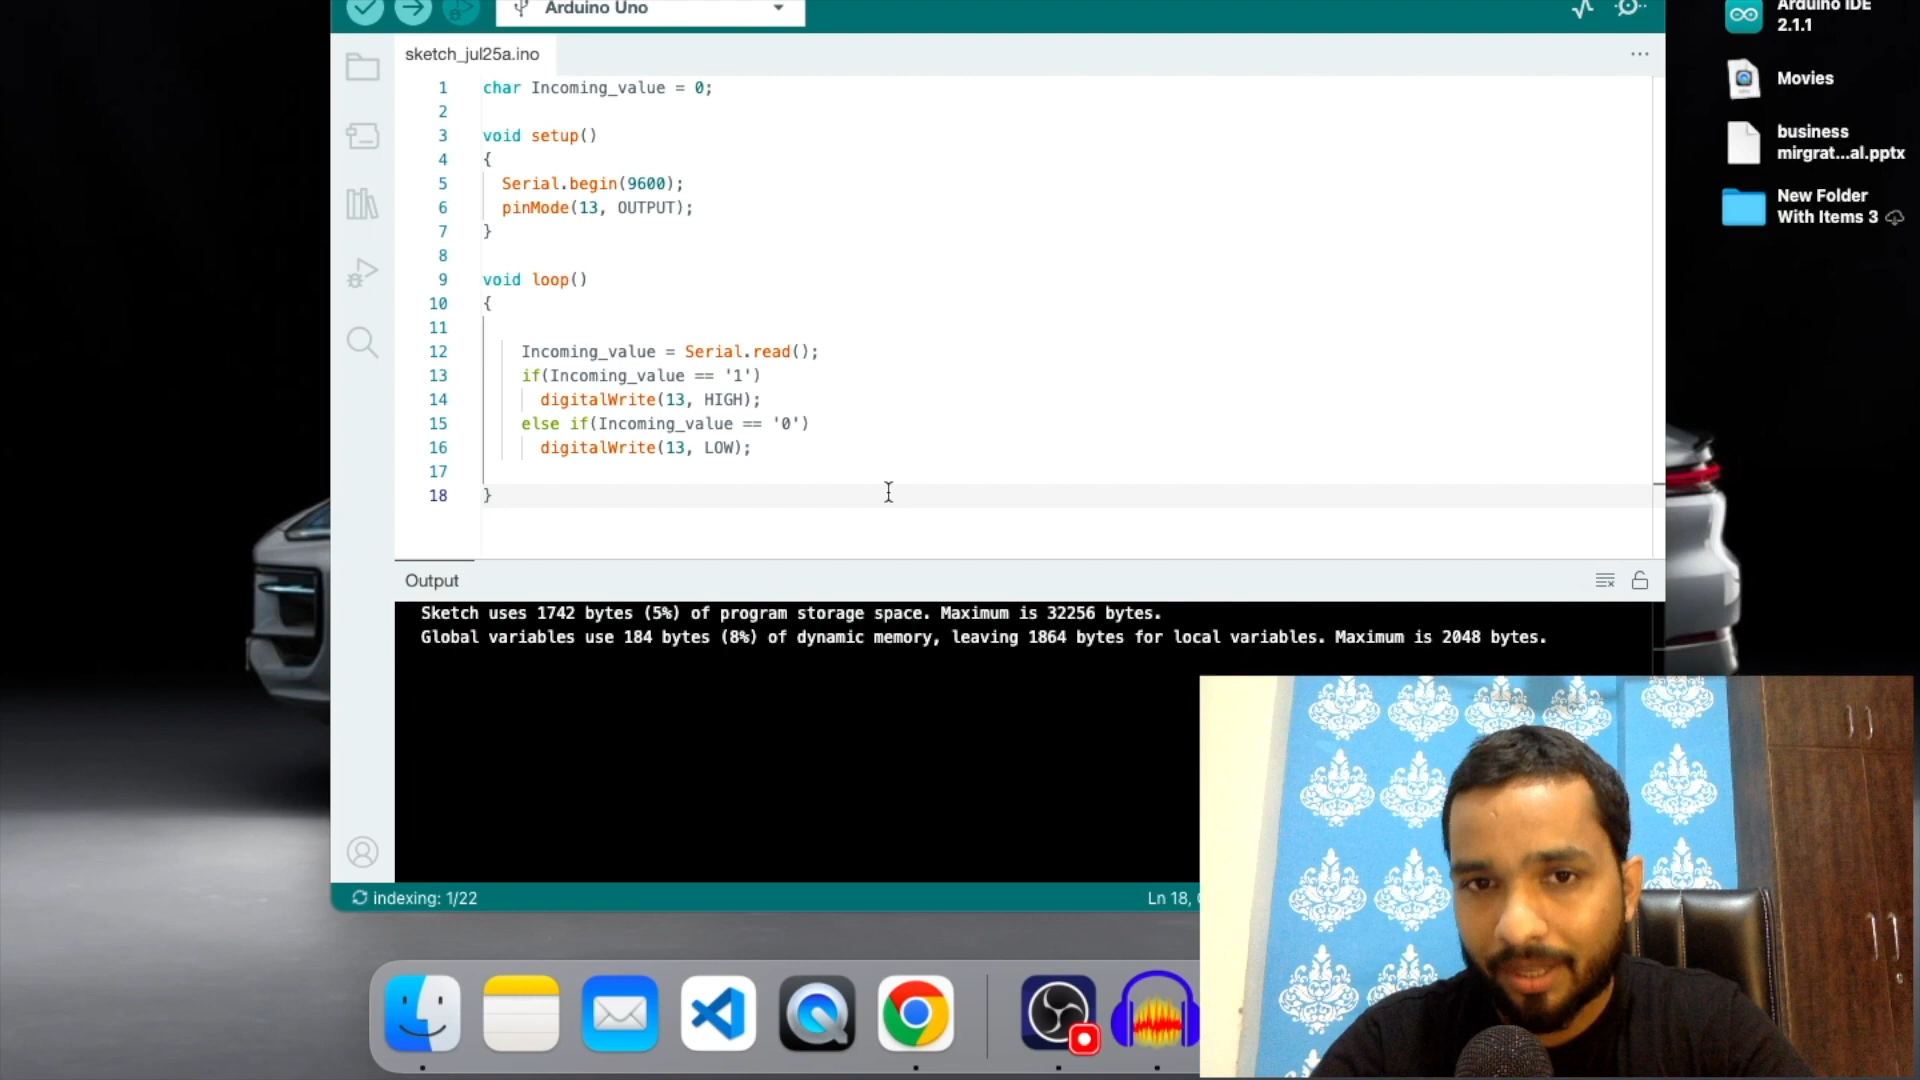 Arduino Uno
sketch_jul25a.ino
1 char Incoming_value = 0;
2
3 void setup()
4 {
5 Serial.begin(9600);
6 pinMode(13, OUTPUT);
7 }
8
9 void loop()
10 {
11
12 Incoming_value = Serial.read();
13 if(Incoming_value == '1')
14 digitalWrite(13, HIGH);
15 else if(Incoming_value == '0')
16 digitalWrite(13, LOW);
17
18 }
Output
Sketch uses 1742 bytes (5%) of program storage space. Maximum is 32256 bytes.
Global variables use 184 bytes (8%) of dynamic memory, leaving 1864 bytes for local variables. Maximum is 2048 bytes.
indexing: 1/22
Ln 18,
Arduino IDE
2.1.1
Movies
business
mirgrat...al.pptx
New Folder
With Items 3